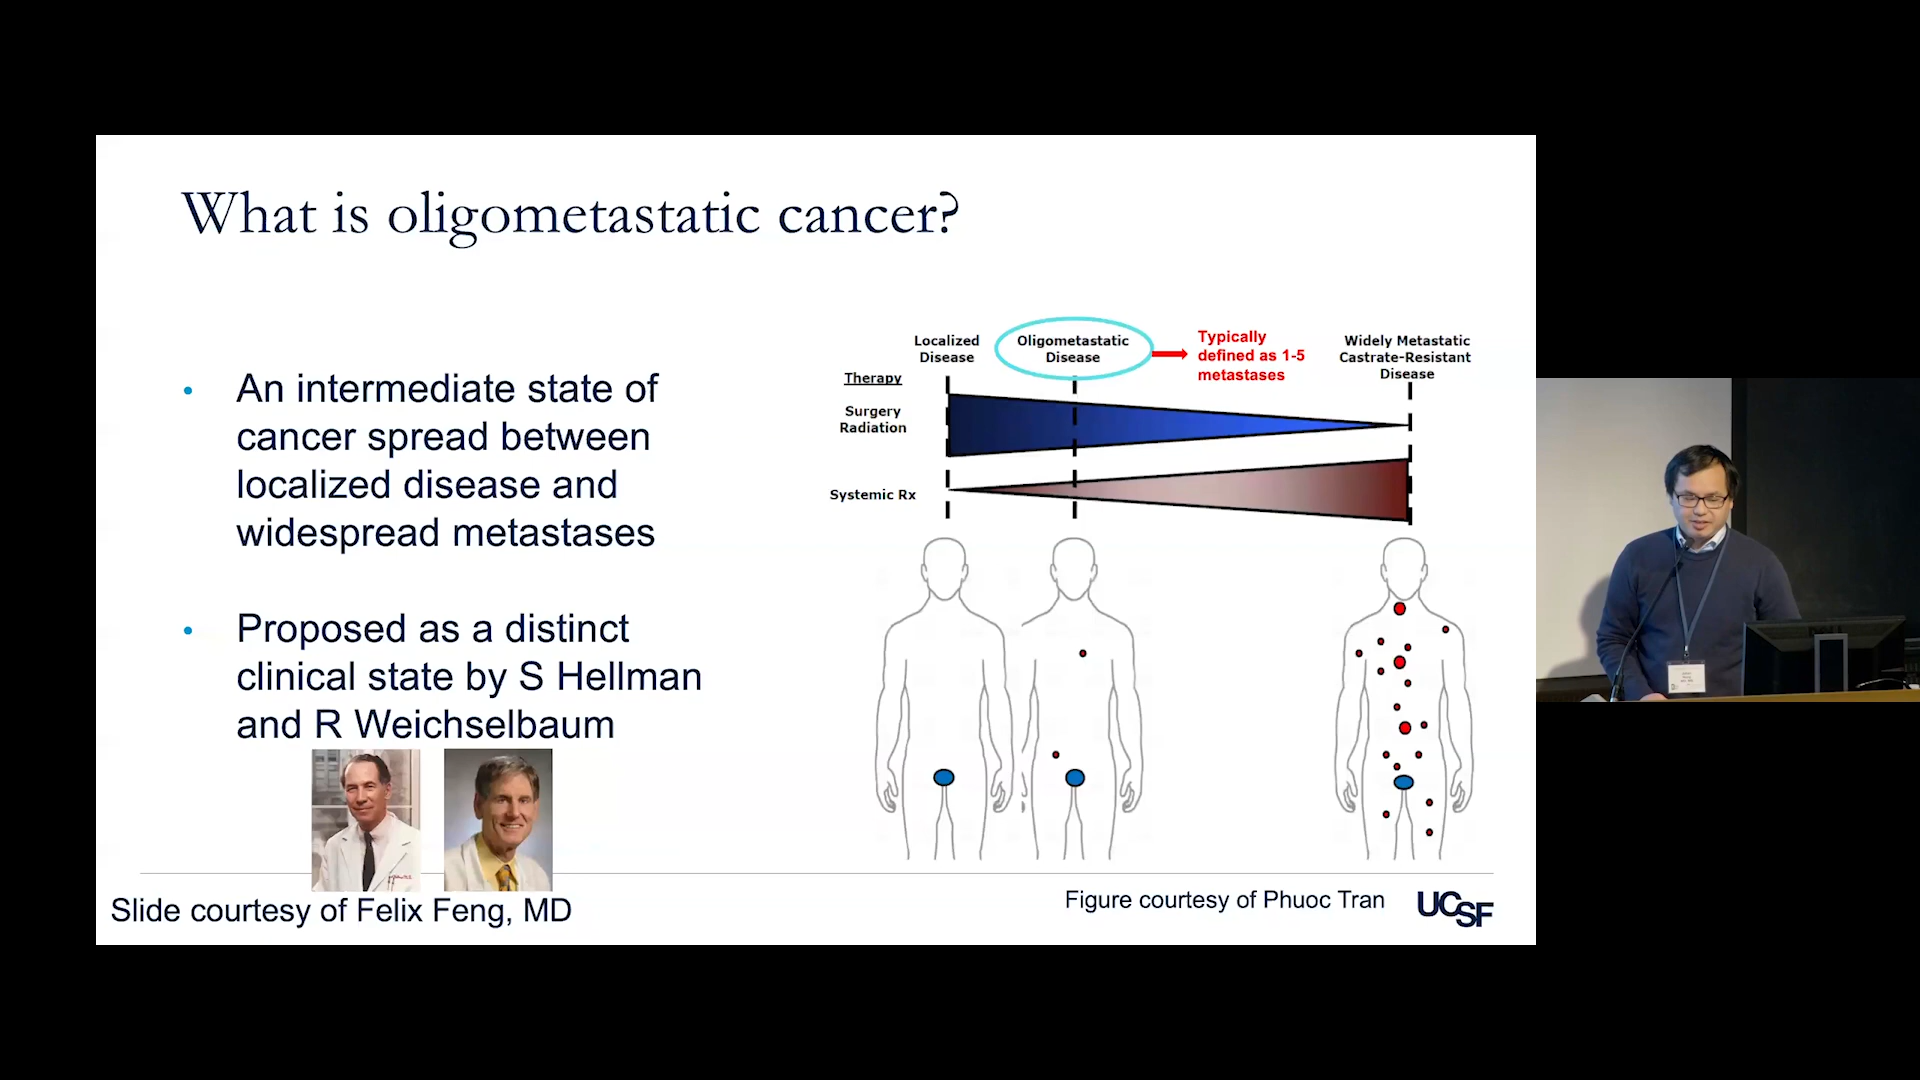 What is oligometastatic cancer?
• An intermediate state of
cancer spread between
localized disease and
widespread metastases
• Proposed as a distinct
clinical state by S Hellman
and R Weichselbaum
Slide courtesy of Felix Feng, MD
Localized
Disease
Oligometastatic
Disease
Typically
defined as 1-5
metastases
Widely Metastatic
Castrate-Resistant
Disease
Therapy
Surgery
Radiation
Systemic Rx
Figure courtesy of Phuoc Tran
UCSF